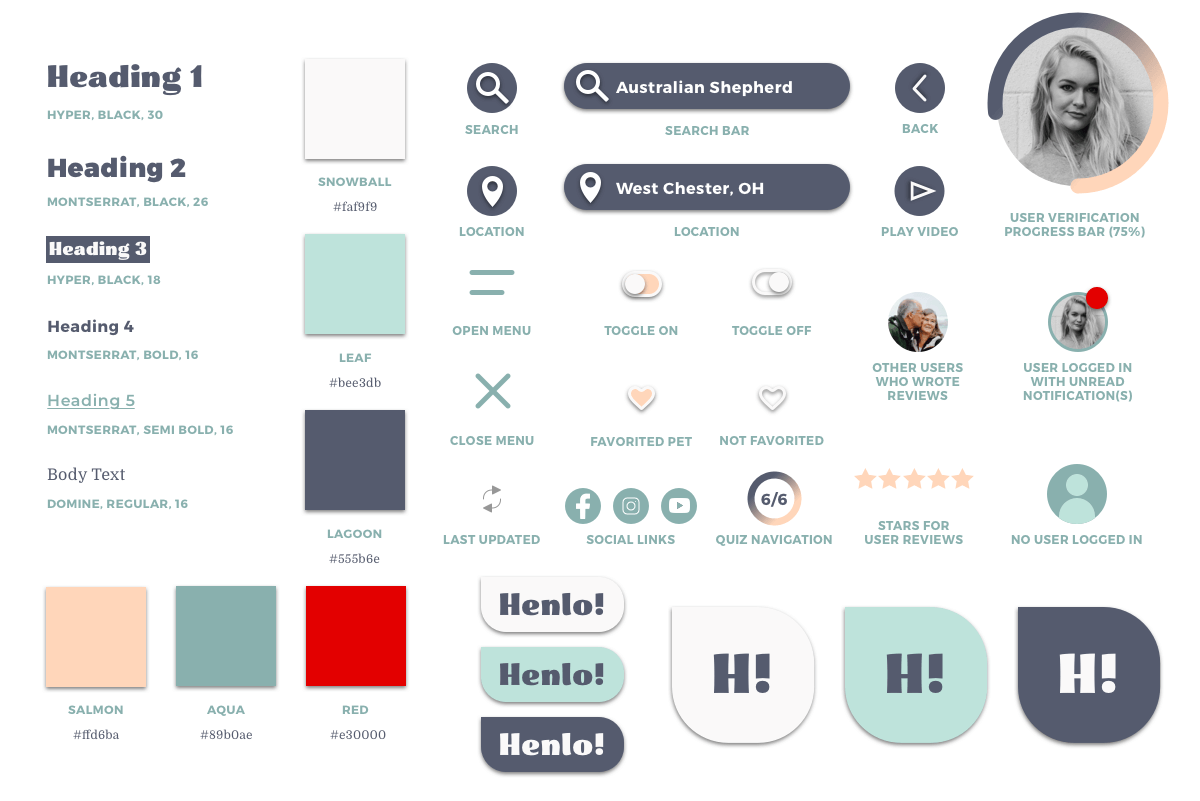 Heading 1
HYPER, BLACK, 30
Heading 2
MONTSERRAT, BLACK, 26
Heading 3
HYPER, BLACK, 18
Heading 4
MONTSERRAT, BOLD, 16
Heading 5
MONTSERRAT, SEMI BOLD, 16
Body Text
DOMINE, REGULAR, 16
SNOWBALL
#faf9f9
LEAF
#bee3db
LAGOON
#555b6e
SALMON
#ffd6ba
AQUA
#89b0ae
RED
#e30000
SEARCH
Australian Shepherd
SEARCH BAR
BACK
LOCATION
West Chester, OH
LOCATION
PLAY VIDEO
USER VERIFICATION
PROGRESS BAR (75%)
OPEN MENU
TOGGLE ON
TOGGLE OFF
OTHER USERS
WHO WROTE
REVIEWS
USER LOGGED IN
WITH UNREAD
NOTIFICATION(S)
CLOSE MENU
FAVORITED PET
NOT FAVORITED
LAST UPDATED
SOCIAL LINKS
6/6
QUIZ NAVIGATION
STARS FOR
USER REVIEWS
NO USER LOGGED IN
Henlo!
Henlo!
Henlo!
H!
H!
H!